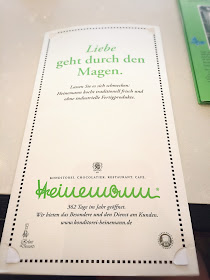 Liebe
geht durch den
Magen.
Lassen Sie es sich schmecken.
Heinemann kocht traditionell frisch und
ohne industrielle Fertigprodukte.
KONDITOREI, CHOCOLATIER, RESTAURANT, CAFÉ
Heinemann
362 Tage im Jahr geöffnet.
Wir bieten das Besondere und den Dienst am Kunden.
www.konditorei-heinemann.de